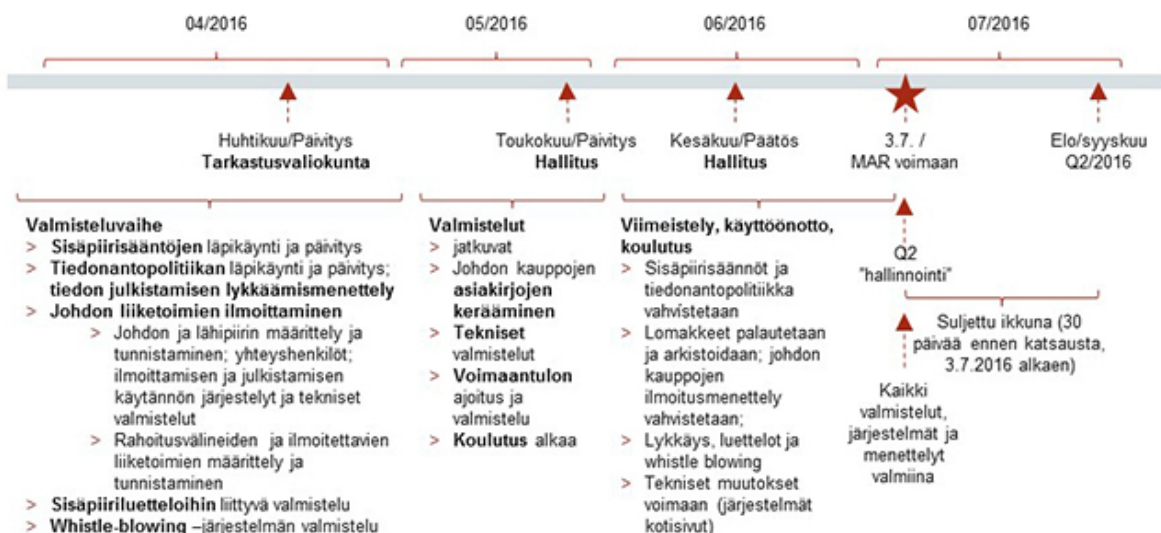 04/2016
05/2016
06/2016
07/2016
Huhtikuu/Päivitys
Tarkastusvaliokunta
Toukokuu/Päivitys
Hallitus
Kesäkuu/Päätös
Hallitus
3.7. /
MAR voimaan
Elo/syyskuu
Q2/2016
Valmisteluvaihe
> Sisäpiirisääntöjen läpikäynti ja päivitys
> Tiedonantopolitiikan läpikäynti ja päivitys;
tiedon julkistamisen lykkäämismenettely
> Johdon liiketoimien ilmoittaminen
> Johdon ja lähipiirin määrittely ja
tunnistaminen; yhteyshenkilöt;
ilmoittamisen ja julkistamisen
käytännön järjestelyt ja tekniset
valmistelut
> Rahoitusvälineiden ja ilmoitettavien
liiketoimien määrittely ja
tunnistaminen
> Sisäpiiriluetteloihin liittyvä valmistelu
> Whistle-blowing –järjestelmän valmistelu
Valmistelut
> jatkuvat
> Johdon kauppojen
asiakirjojen
kerääminen
> Tekniset
valmistelut
> Voimaantulon
ajoitus ja
valmistelu
> Koulutus alkaa
Viimeistely, käyttöönotto,
koulutus
> Sisäpiirisäännöt ja
tiedonantopolitiikka
vahvistetaan
> Lomakkeet palautetaan
ja arkistoidaan; johdon
kauppojen
ilmoitusmenettely
vahvistetaan;
> Lykkäys, luettelot ja
whistle blowing
> Tekniset muutokset
voimaan (järjestelmät
kotisivut)
Q2
"hallinnointi"
Suljettu ikkuna (30
päivää ennen katsausta,
3.7.2016 alkaen)
Kaikki
valmistelut,
järjestelmät ja
menettelyt
valmiina